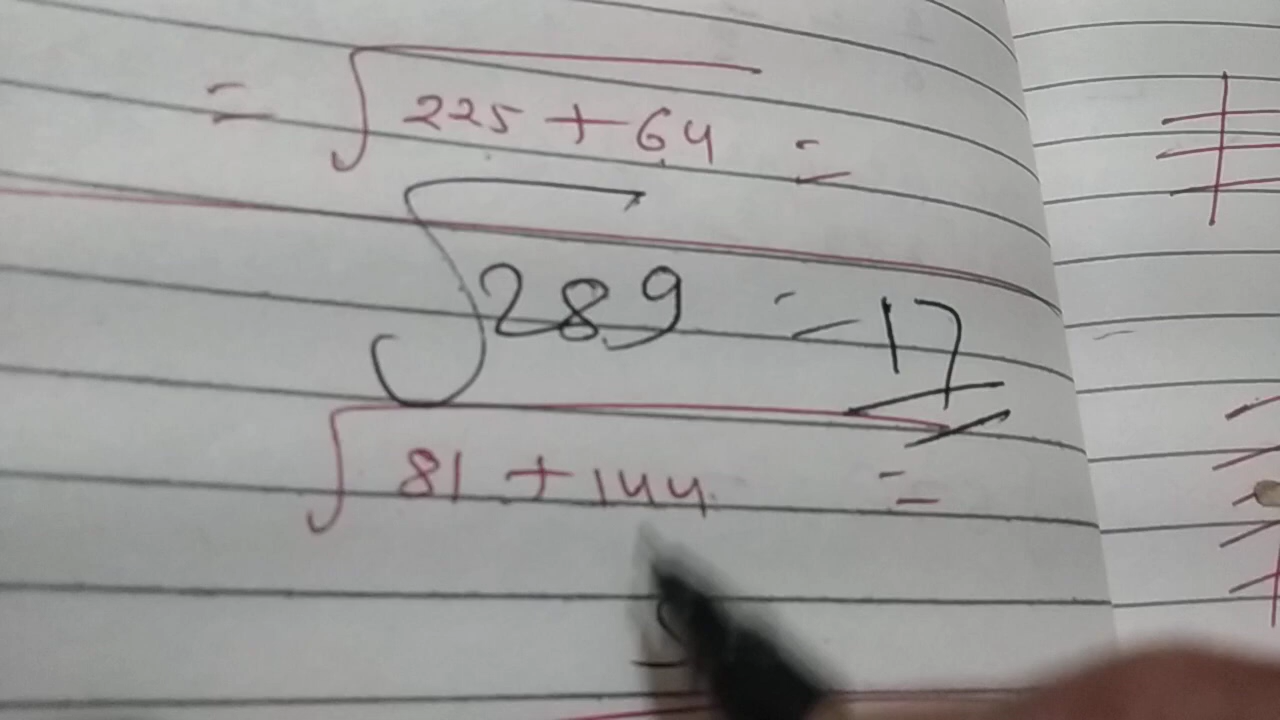 = √225 + 64 =
√289 = 17
√81 + 144 =